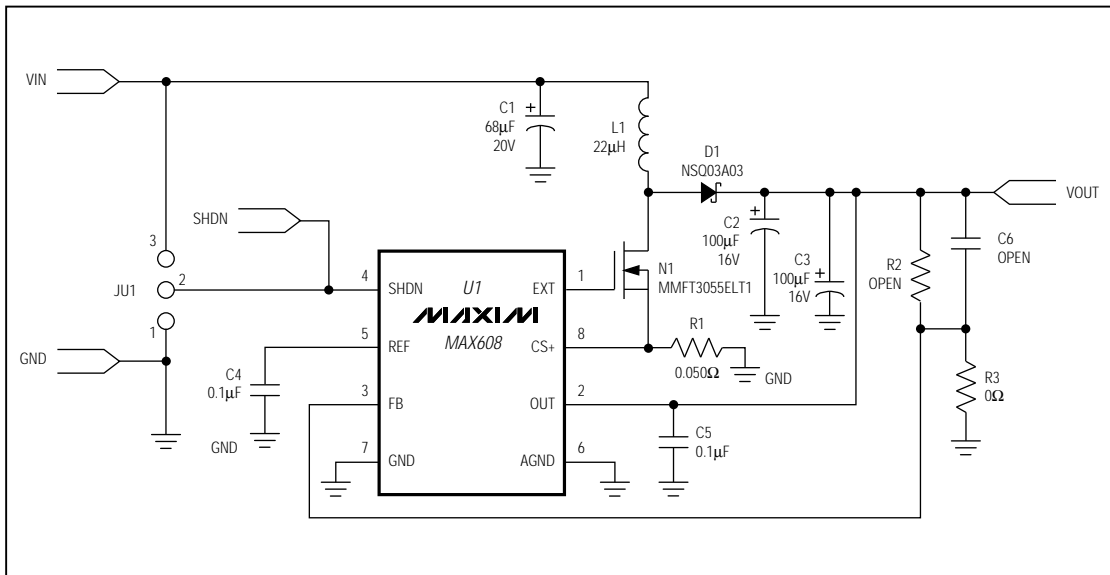 VIN
C1
68µF
20V
L1
22µH
D1
NSQ03A03
VOUT
SHDN
C2
100µF
16V
C3
100µF
16V
R2
OPEN
C6
OPEN
3
2
JU1
1
GND
4
SHDN
U1
MAXIM
MAX608
EXT
1
N1
MMFT3055ELT1
5
REF
CS+
8
R1
0.050Ω
GND
C4
0.1µF
GND
3
FB
OUT
2
C5
0.1µF
R3
0Ω
7
GND
AGND
6